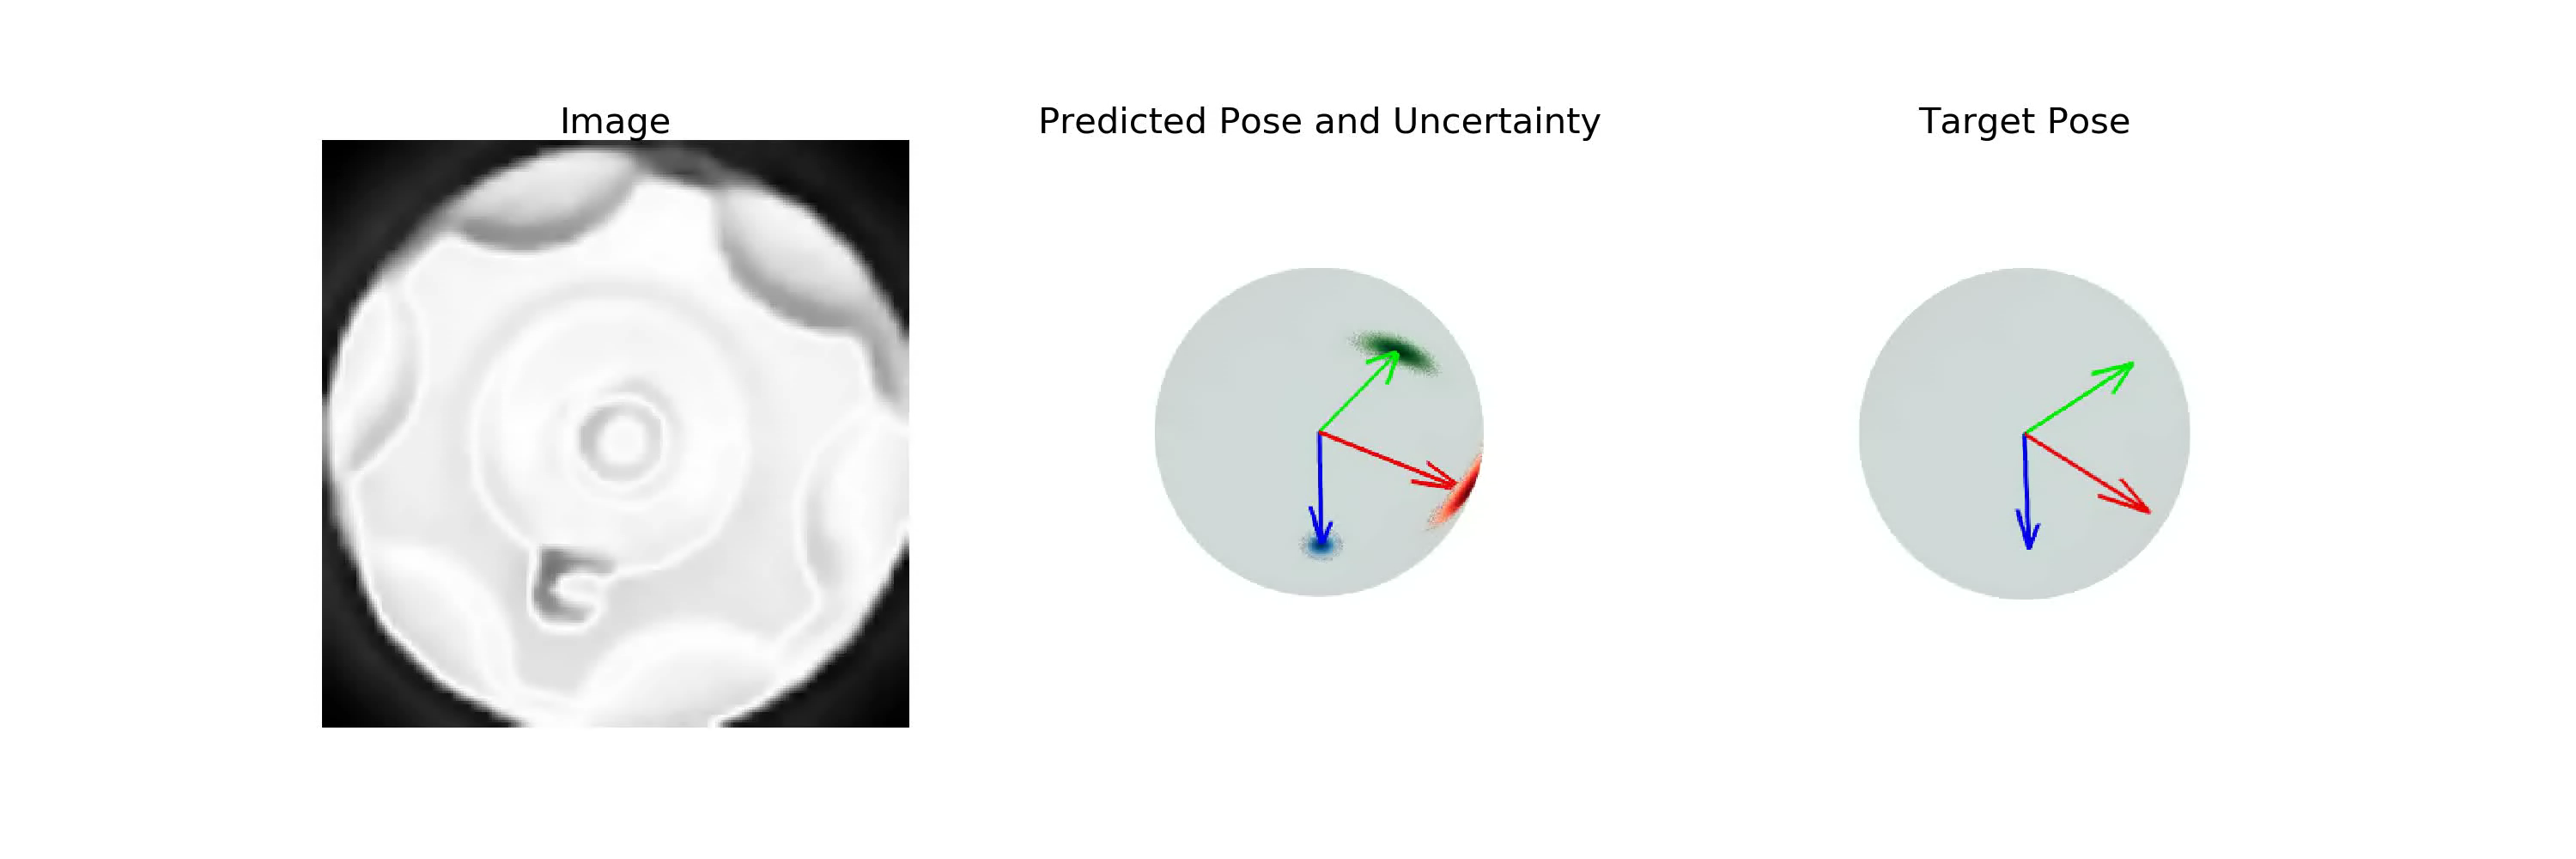 Image
Predicted Pose and Uncertainty
Target Pose